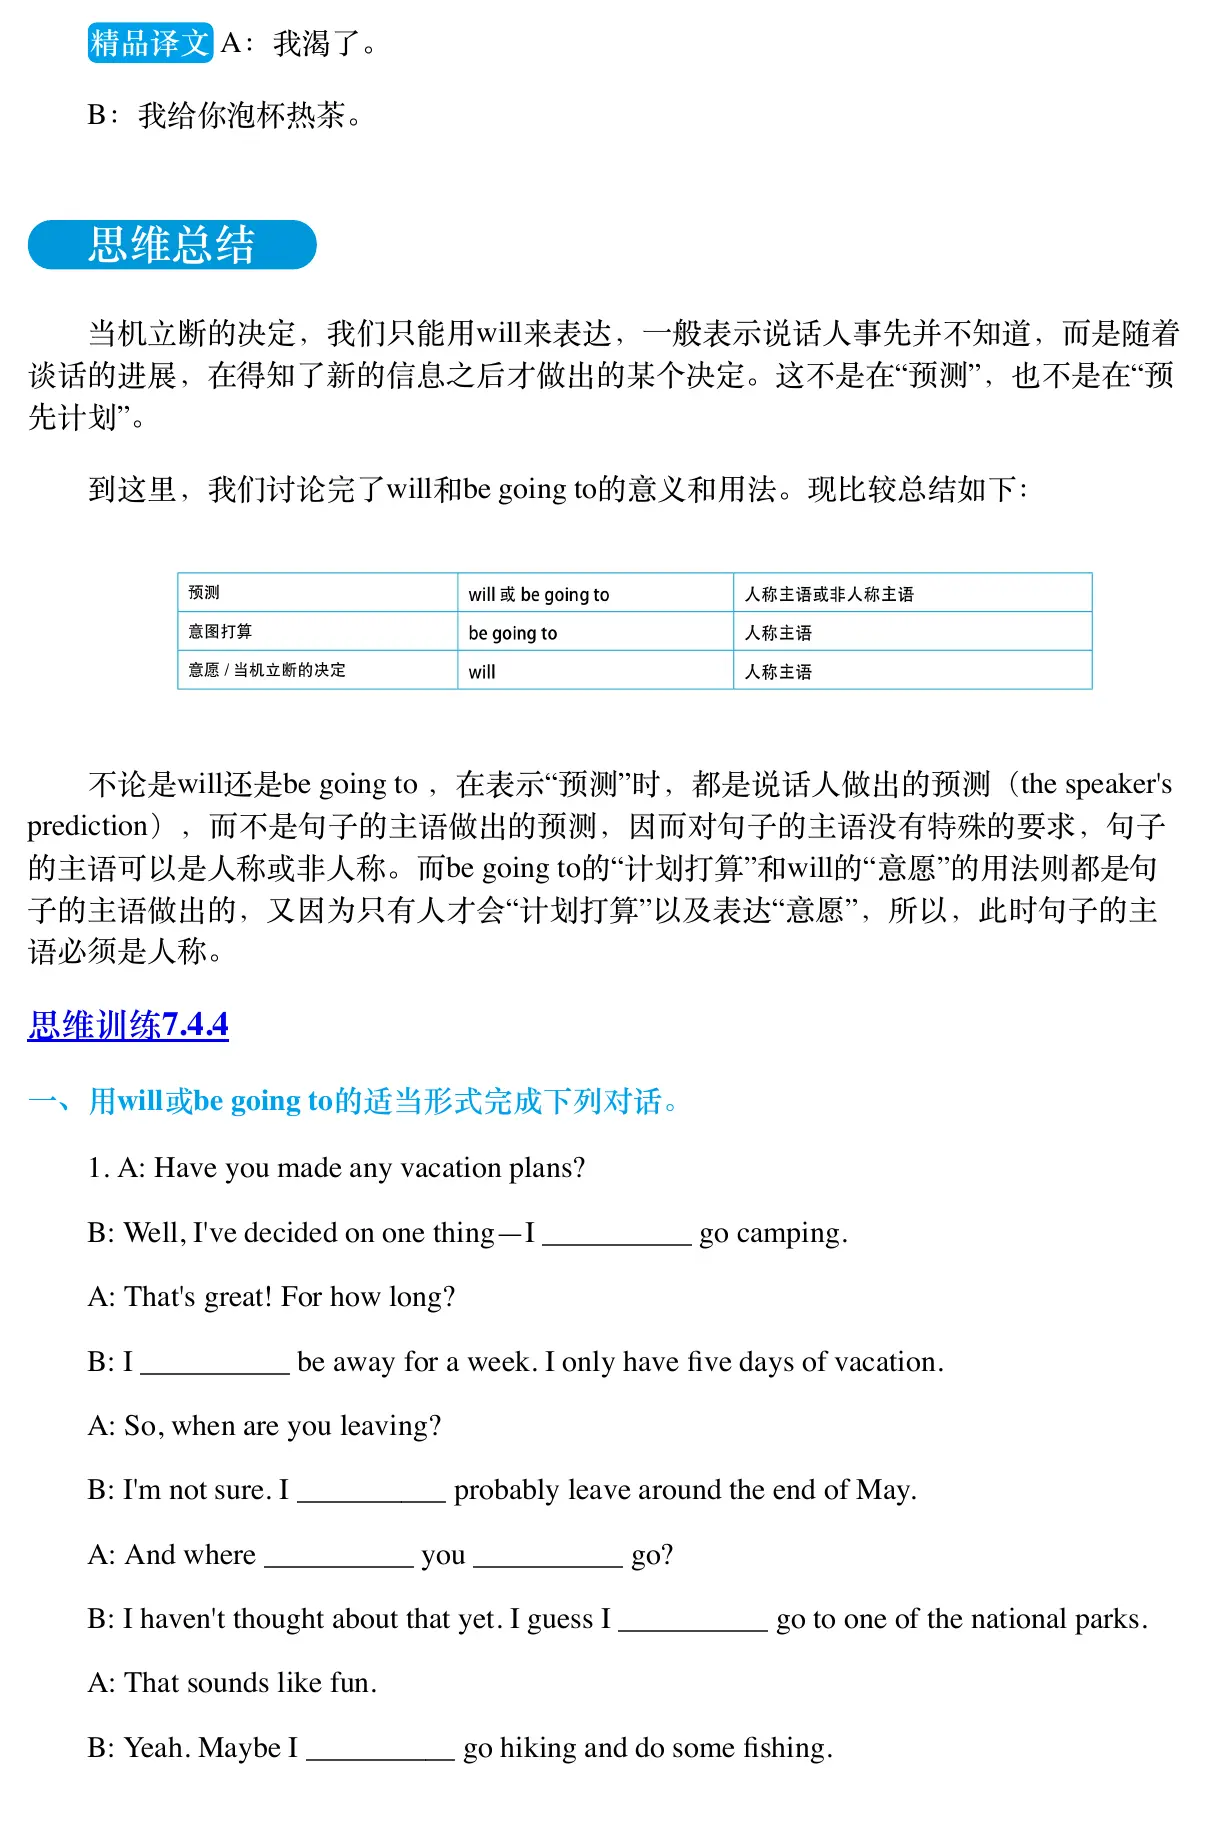 精品译文 A：我渴了。
B：我给你泡杯热茶。
思维总结
当机立断的决定，我们只能用will来表达，一般表示说话人事先并不知道，而是随着
谈话的进展，在得知了新的信息之后才做出的某个决定。这不是在“预测”，也不是在“预
先计划”。
到这里，我们讨论完了will和be going to的意义和用法。现比较总结如下：
预测 will 或 be going to 人称主语或非人称主语
意图打算 be going to 人称主语
意愿 / 当机立断的决定 will 人称主语
不论是will还是be going to ，在表示“预测”时，都是说话人做出的预测（the speaker's
prediction），而不是句子的主语做出的预测，因而对句子的主语没有特殊的要求，句子
的主语可以是人称或非人称。而be going to的“计划打算”和will的“意愿”的用法则都是句
子的主语做出的，又因为只有人才会“计划打算”以及表达“意愿”，所以，此时句子的主
语必须是人称。
思维训练7.4.4
一、用will或be going to的适当形式完成下列对话。
1. A: Have you made any vacation plans?
B: Well, I've decided on one thing—I __________ go camping.
A: That's great! For how long?
B: I __________ be away for a week. I only have five days of vacation.
A: So, when are you leaving?
B: I'm not sure. I __________ probably leave around the end of May.
A: And where __________ you __________ go?
B: I haven't thought about that yet. I guess I __________ go to one of the national parks.
A: That sounds like fun.
B: Yeah. Maybe I __________ go hiking and do some fishing.